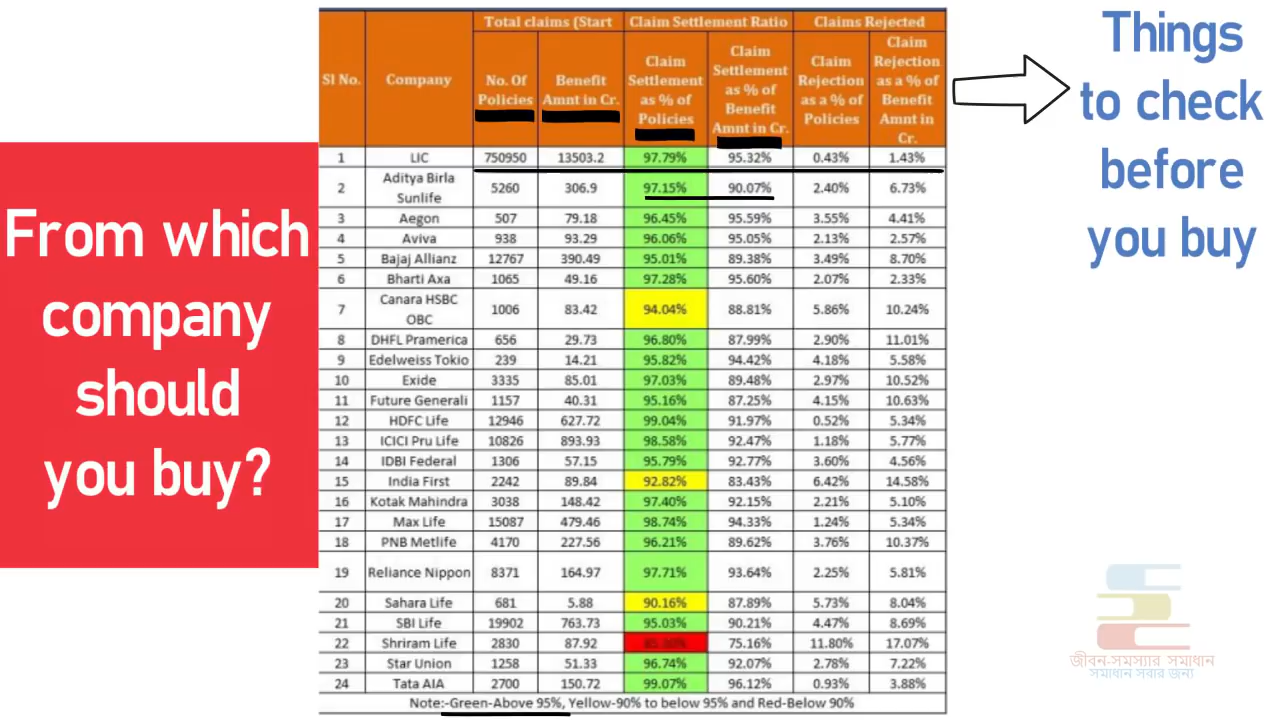 From which
company
should
you buy?
Total claims (Start Claim Settlement Ratio Claims Rejected
Sl No. Company No. Of Policies Benefit Amnt in Cr. Claim Settlement as % of Policies Claim Settlement as % of Benefit Amnt in Cr. Claim Rejection as a % of Policies Claim Rejection as a % of Benefit Amnt in Cr.
1 LIC 750950 13503.2 97.79% 95.32% 0.43% 1.43%
2 Aditya Birla Sunlife 5260 306.9 97.15% 90.07% 2.40% 6.73%
3 Aegon 507 79.18 96.45% 95.59% 3.55% 4.41%
4 Aviva 938 93.29 96.06% 95.05% 2.13% 2.57%
5 Bajaj Allianz 12767 390.49 95.01% 89.38% 3.49% 8.70%
6 Bharti Axa 1065 49.16 97.28% 95.60% 2.07% 2.33%
7 Canara HSBC OBC 1006 83.42 94.04% 88.81% 5.86% 10.24%
8 DHFL Pramerica 656 29.73 96.80% 87.99% 2.90% 11.01%
9 Edelweiss Tokio 239 14.21 95.82% 94.42% 4.18% 5.58%
10 Exide 3335 85.01 97.03% 89.48% 2.97% 10.52%
11 Future Generali 1157 40.31 95.16% 87.25% 4.15% 10.63%
12 HDFC Life 12946 627.72 99.04% 91.97% 0.52% 5.34%
13 ICICI Pru Life 10826 893.93 98.58% 92.47% 1.18% 5.77%
14 IDBI Federal 1306 57.15 95.79% 92.77% 3.60% 4.56%
15 India First 2242 89.84 92.82% 83.43% 6.42% 14.58%
16 Kotak Mahindra 3038 148.42 97.40% 92.15% 2.21% 5.10%
17 Max Life 15087 479.46 98.74% 94.33% 1.24% 5.34%
18 PNB Metlife 4170 227.56 96.21% 89.62% 3.76% 10.37%
19 Reliance Nippon 8371 164.97 97.71% 93.64% 2.25% 5.81%
20 Sahara Life 681 5.88 90.16% 87.89% 5.73% 8.04%
21 SBI Life 19902 763.73 95.03% 90.21% 4.47% 8.69%
22 Shriram Life 2830 87.92 75.16% 11.80% 17.07%
23 Star Union 1258 51.33 96.74% 92.07% 2.78% 7.22%
24 Tata AIA 2700 150.72 99.07% 96.12% 0.93% 3.88%
Note:-Green-Above 95%, Yellow-90% to below 95% and Red-Below 90%
Things
to check
before
you buy
জীবন-সমস্যার সমাধান
সমাধান সবার জন্য